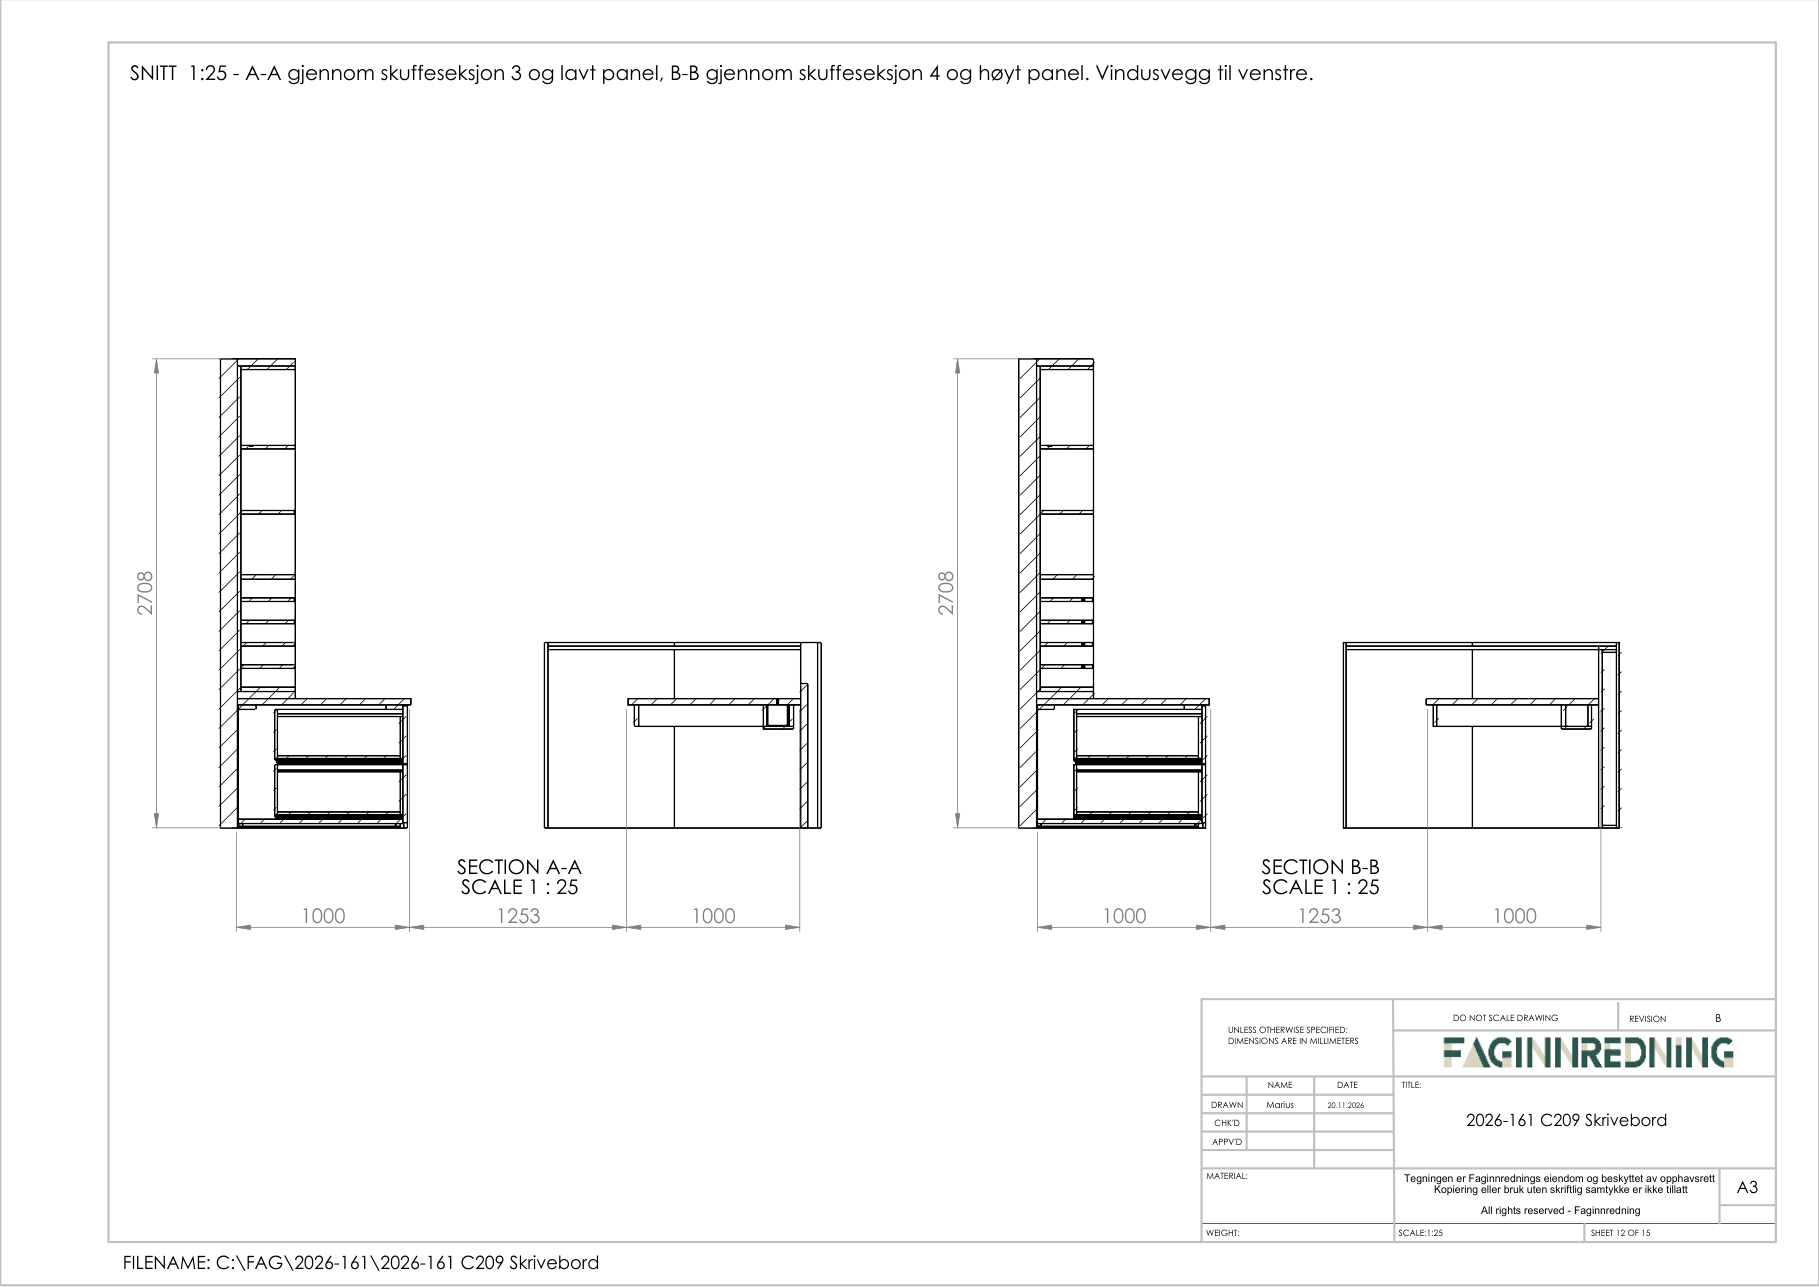 SNITT 1:25 - A-A gjennom skuffeseksjon 3 og lavt panel, B-B gjennom skuffeseksjon 4 og høyt panel. Vindusvegg til venstre.
2708
2708
SECTION A-A
SCALE 1 : 25
SECTION B-B
SCALE 1 : 25
1000
1253
1000
1000
1253
1000
UNLESS OTHERWISE SPECIFIED:
DIMENSIONS ARE IN MILLIMETERS
DO NOT SCALE DRAWING
REVISION
B
FAGINNREDNING
NAME
DATE
DRAWN
Marius
20.11.2026
CHK'D
APPV'D
TITLE:
2026-161 C209 Skrivebord
MATERIAL:
Tegningen er Faginnrednings eiendom og beskyttet av opphavsrett
Kopiering eller bruk uten skriftlig samtykke er ikke tillatt
All rights reserved - Faginnredning
A3
WEIGHT:
SCALE:1:25
SHEET 12 OF 15
FILENAME: C:\FAG\2026-161\2026-161 C209 Skrivebord